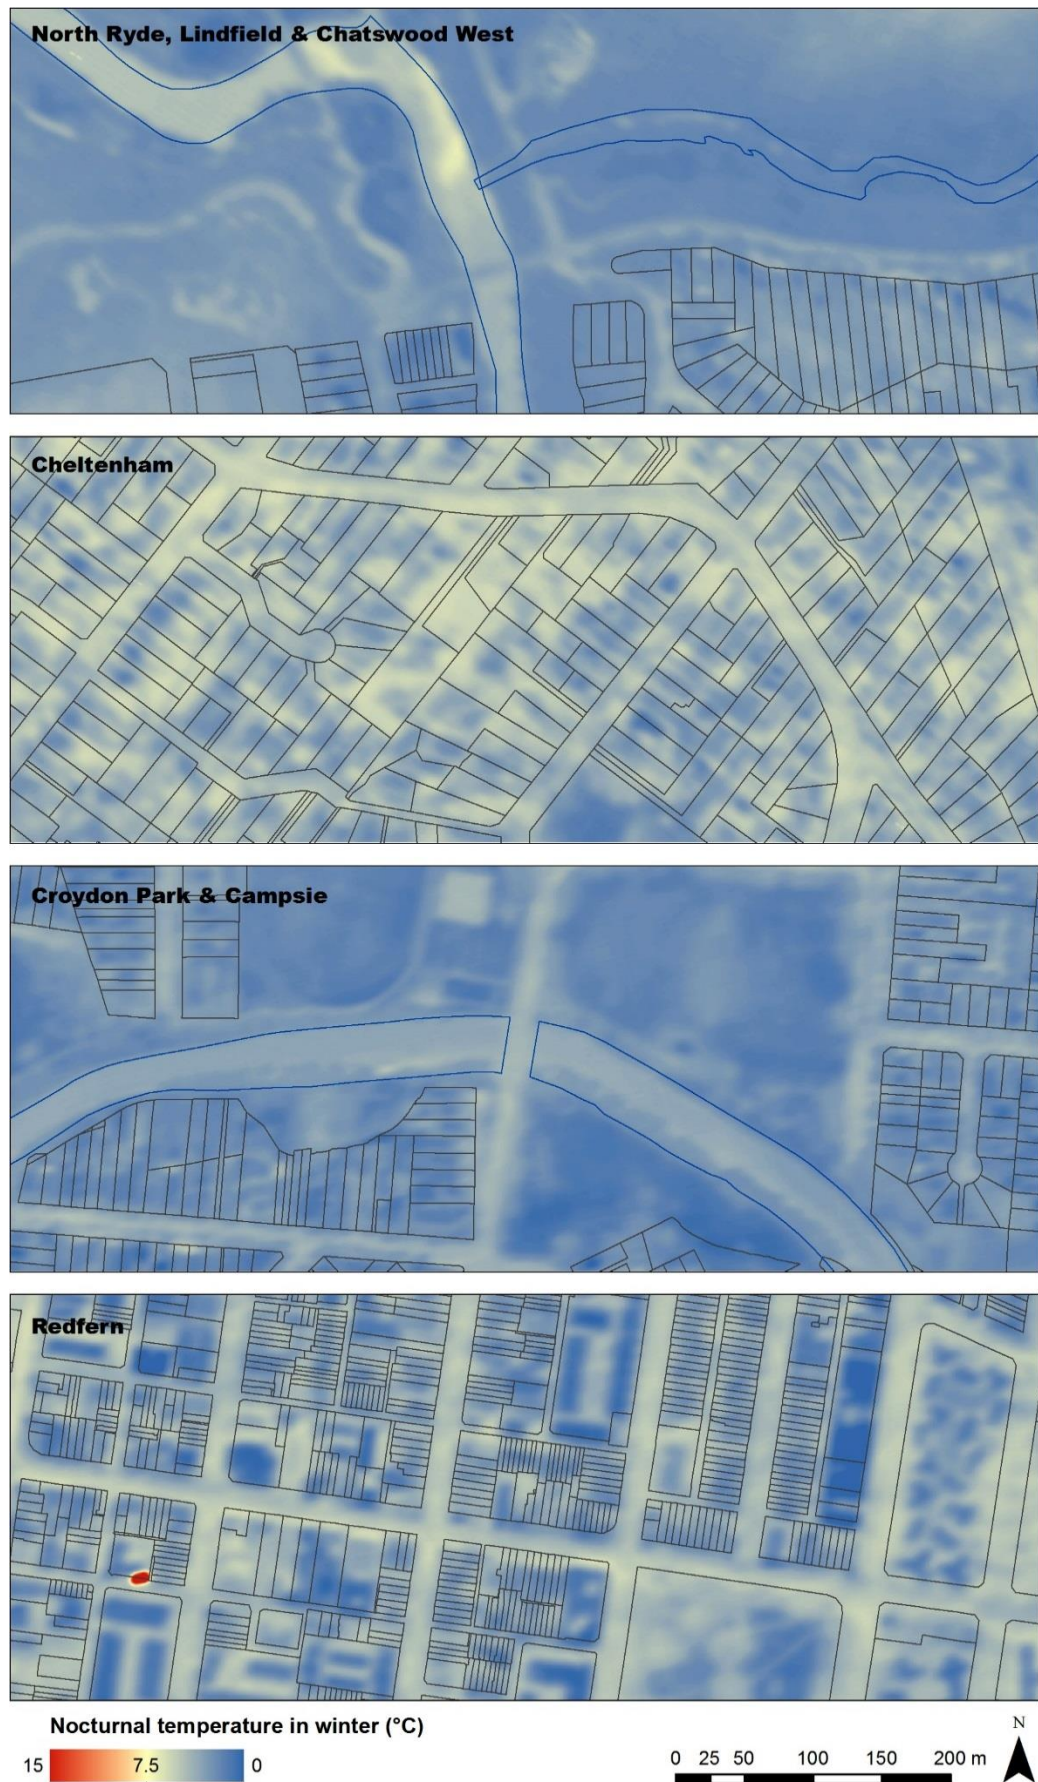 North Ryde, Lindfield & Chatswood West
Cheltenham
Croydon Park & Campsie
Redfern
Nocturnal temperature in winter (°C)
15 7.5 0
N
0 25 50 100 150 200 m